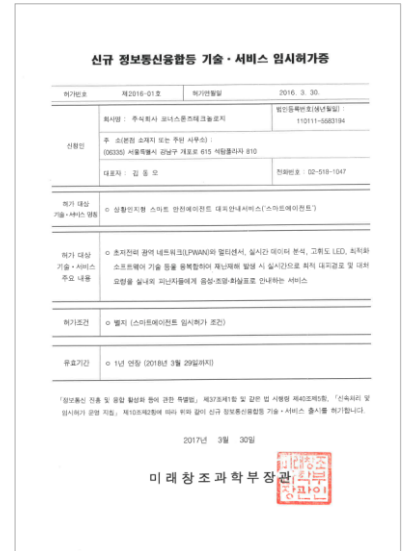 신규 정보통신융합등 기술·서비스 임시허가증
허가번호 제2016-01호 허가연월일 2016. 3. 30.
신청인
회사명 : 주식회사 코너스톤즈테크놀로지
법인등록번호(생년월일) :
110111-5583194
주 소(본점 소재지 또는 주된 사무소) :
(06335) 서울특별시 강남구 개포로 615 석탑플라자 810
대표자 : 김 동 오
전화번호 : 02-518-1047
허가 대상
기술·서비스 명칭
○ 상황인지형 스마트 안전에이전트 대피안내서비스('스마트에이전트')
허가 대상
기술·서비스
주요 내용
○ 초저전력 광역 네트워크(LPWAN)와 멀티센서, 실시간 데이터 분석, 고휘도 LED, 최적화
소프트웨어 기술 등을 융복합하여 재난재해 발생 시 실시간으로 최적 대피경로 및 대처
요령을 실내외 피난자들에게 음성·조명·화살표로 안내하는 서비스
허가조건 ○ 별지 (스마트에이전트 임시허가 조건)
유효기간 ○ 1년 연장 (2018년 3월 29일까지)
「정보통신 진흥 및 융합 활성화 등에 관한 특별법」 제37조제1항 및 같은 법 시행령 제40조제5항, 「신속처리 및
임시허가 운영 지침」 제10조제2항에 따라 위와 같이 신규 정보통신융합등 기술·서비스 출시를 허가합니다.
2017년 3월 30일
미래창조과학부장관